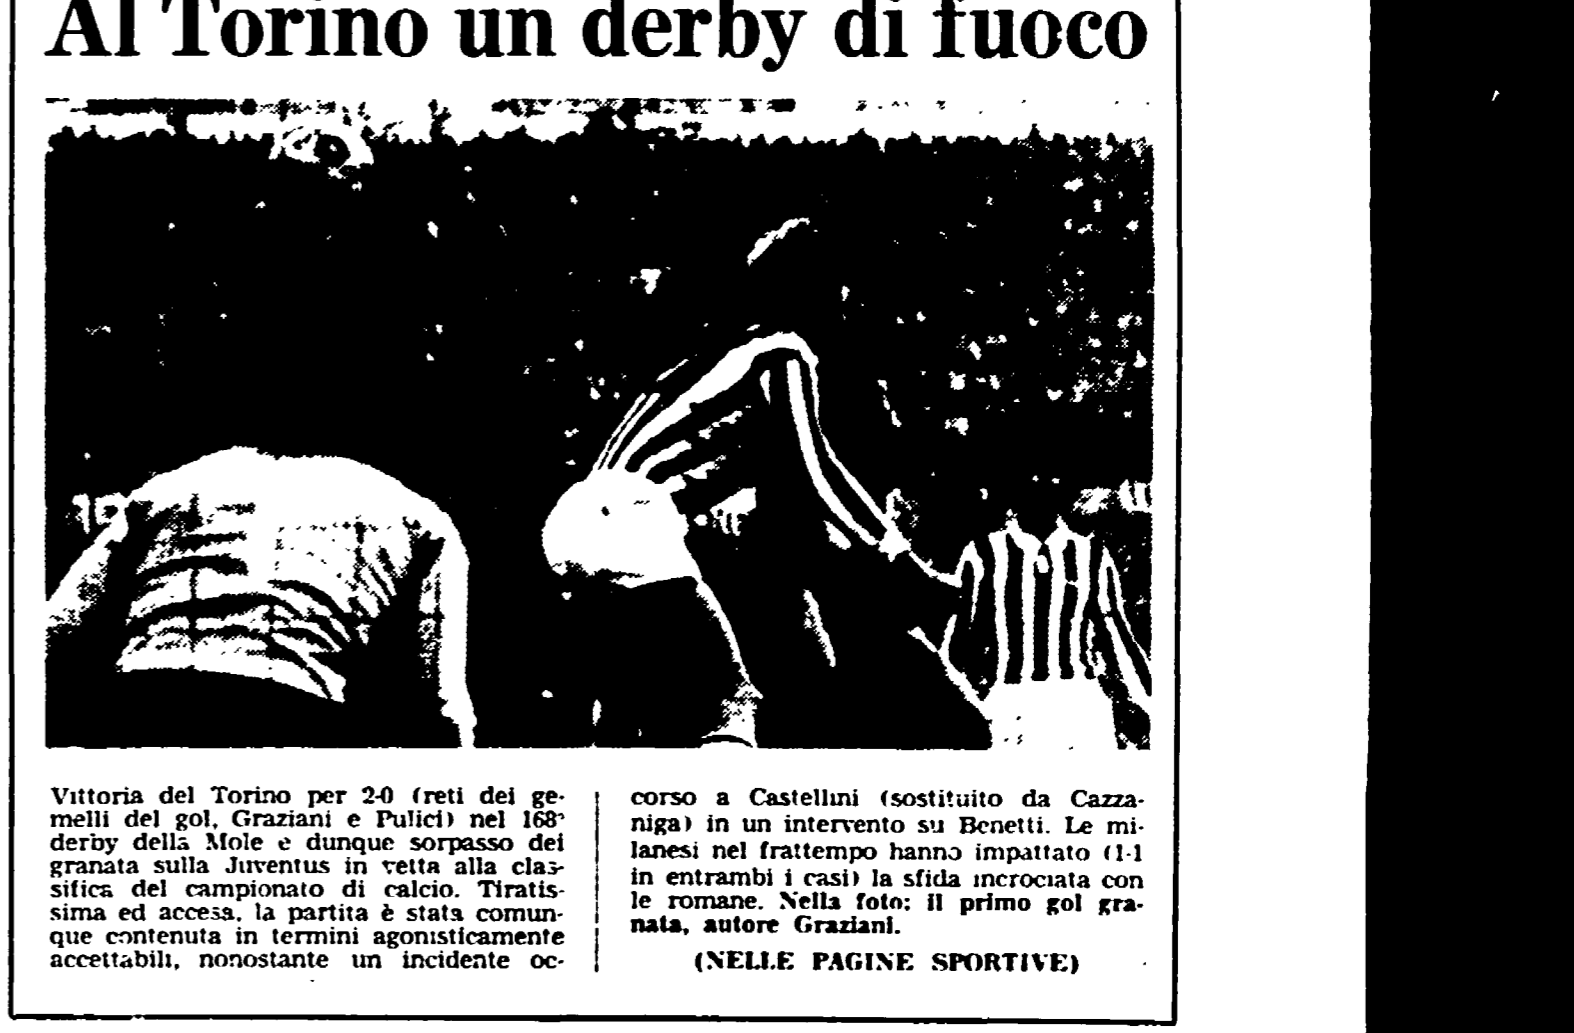 Al Torino un derby di fuoco
Vittoria del Torino per 2-0 (reti dei ge-
melli del gol, Graziani e Pulici) nel 168°
derby della Mole e dunque sorpasso dei
granata sulla Juventus in vetta alla clas-
sifica del campionato di calcio. Tiratis-
sima ed accesa, la partita è stata comun-
que contenuta in termini agonisticamente
accettabili, nonostante un incidente oc-
corso a Castellini (sostituito da Cazza-
niga) in un intervento su Benetti. Le mi-
lanesi nel frattempo hanno impattato (1-1
in entrambi i casi) la sfida incrociata con
le romane. Nella foto: il primo gol gra-
nata, autore Graziani.
(NELLE PAGINE SPORTIVE)